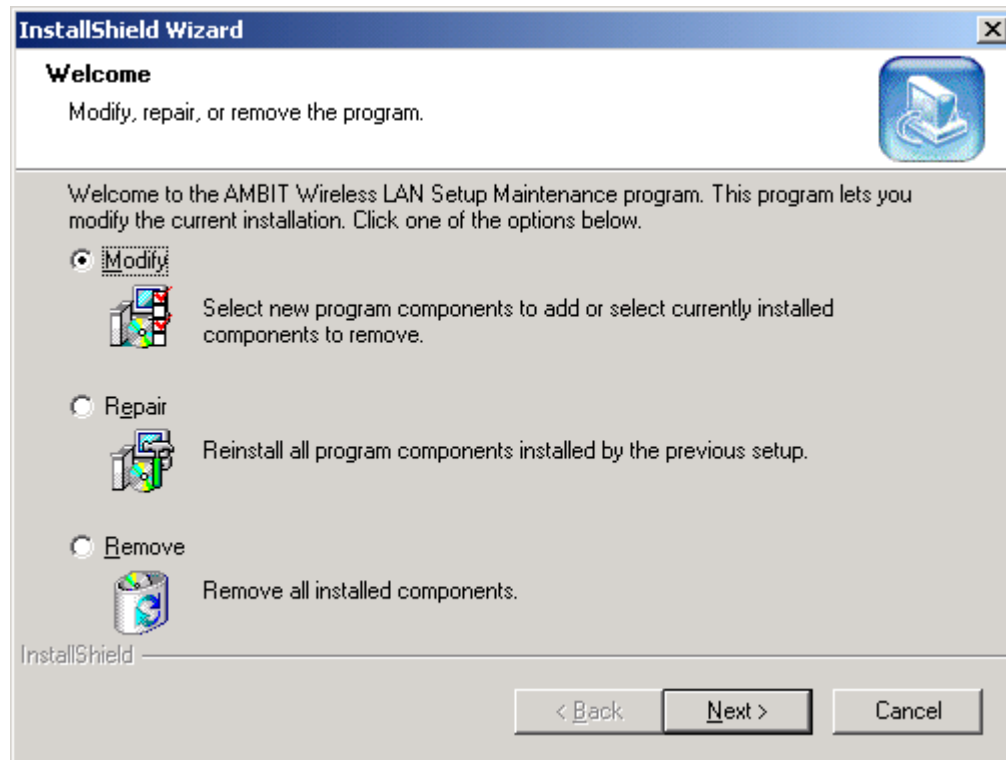 InstallShield Wizard
Welcome
Modify, repair, or remove the program.
Welcome to the AMBIT Wireless LAN Setup Maintenance program. This program lets you
modify the current installation. Click one of the options below.
Modify
Select new program components to add or select currently installed
components to remove.
Repair
Reinstall all program components installed by the previous setup.
Remove
Remove all installed components.
InstallShield
< Back
Next >
Cancel